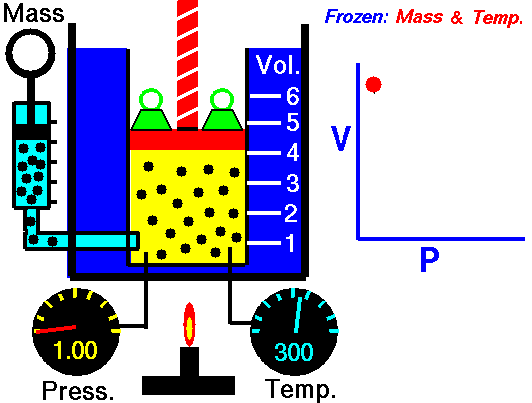 Mass
Frozen: Mass & Temp.
Vol.
6
5
4
3
2
1
V
P
1.00
300
Press.
Temp.